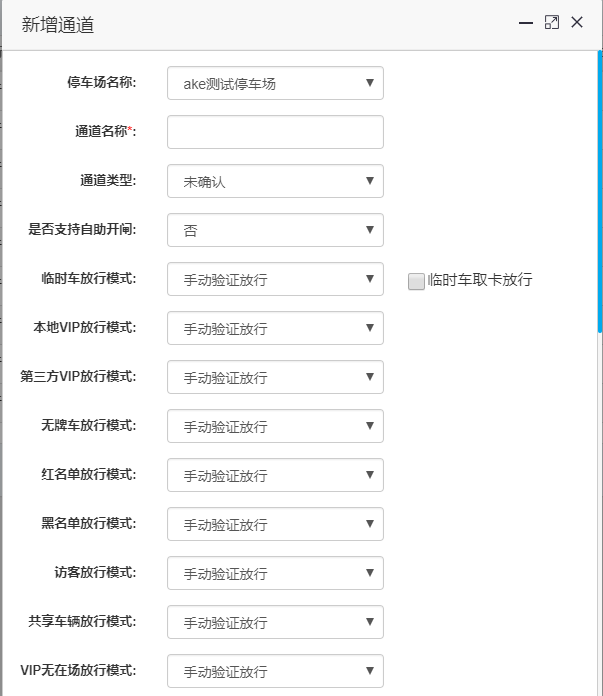 新增通道
停车场名称: ake测试停车场
通道名称*:
通道类型: 未确认
是否支持自助开闸: 否
临时车放行模式: 手动验证放行 临时车取卡放行
本地VIP放行模式: 手动验证放行
第三方VIP放行模式: 手动验证放行
无牌车放行模式: 手动验证放行
红名单放行模式: 手动验证放行
黑名单放行模式: 手动验证放行
访客放行模式: 手动验证放行
共享车辆放行模式: 手动验证放行
VIP无在场放行模式: 手动验证放行